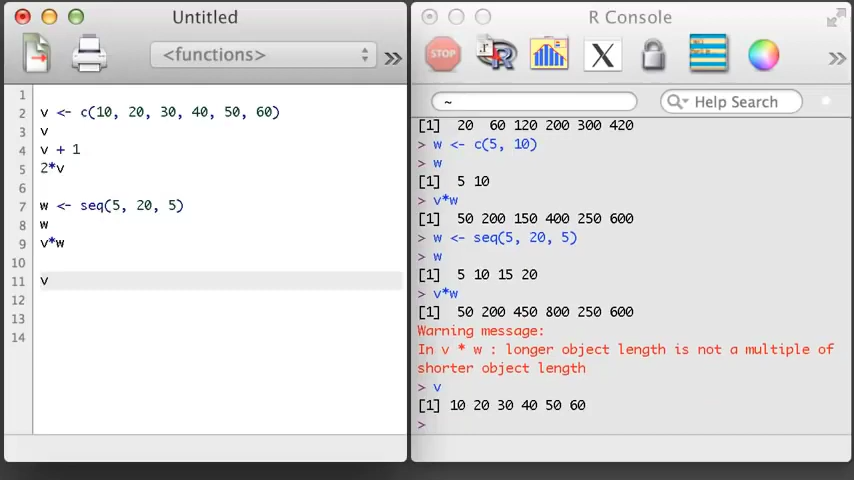 Untitled
<functions>
»
1
2 v <- c(10, 20, 30, 40, 50, 60)
3 v
4 v + 1
5 2*v
6
7 w <- seq(5, 20, 5)
8 w
9 v*w
10
11 v
12
13
14
R Console
STOP
R
X
»
~
Help Search
[1] 20 60 120 200 300 420
> w <- c(5, 10)
> w
[1] 5 10
> v*w
[1] 50 200 150 400 250 600
> w <- seq(5, 20, 5)
> w
[1] 5 10 15 20
> v*w
[1] 50 200 450 800 250 600
Warning message:
In v * w : longer object length is not a multiple of
shorter object length
> v
[1] 10 20 30 40 50 60
>